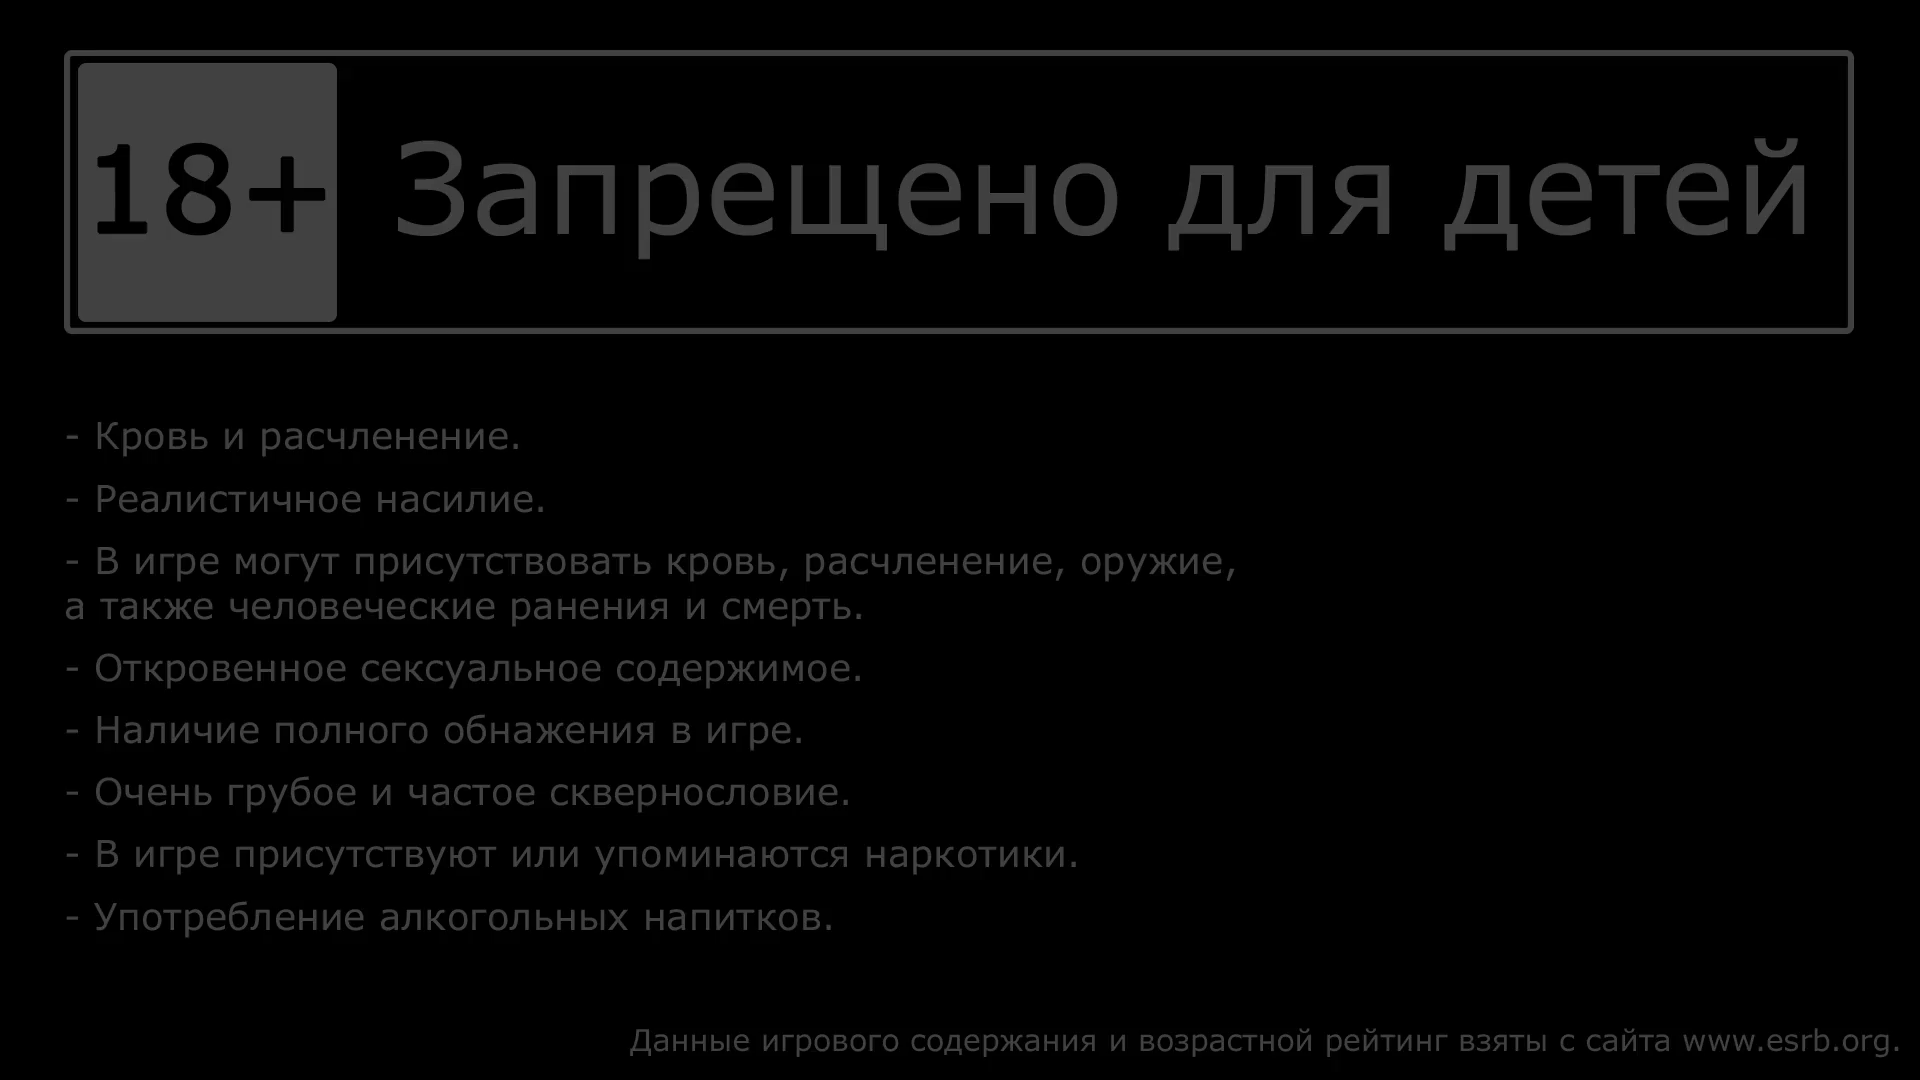 18+ Запрещено для детей
- Кровь и расчленение.
- Реалистичное насилие.
- В игре могут присутствовать кровь, расчленение, оружие,
а также человеческие ранения и смерть.
- Откровенное сексуальное содержимое.
- Наличие полного обнажения в игре.
- Очень грубое и частое сквернословие.
- В игре присутствуют или упоминаются наркотики.
- Употребление алкогольных напитков.
Данные игрового содержания и возрастной рейтинг взяты с сайта www.esrb.org.